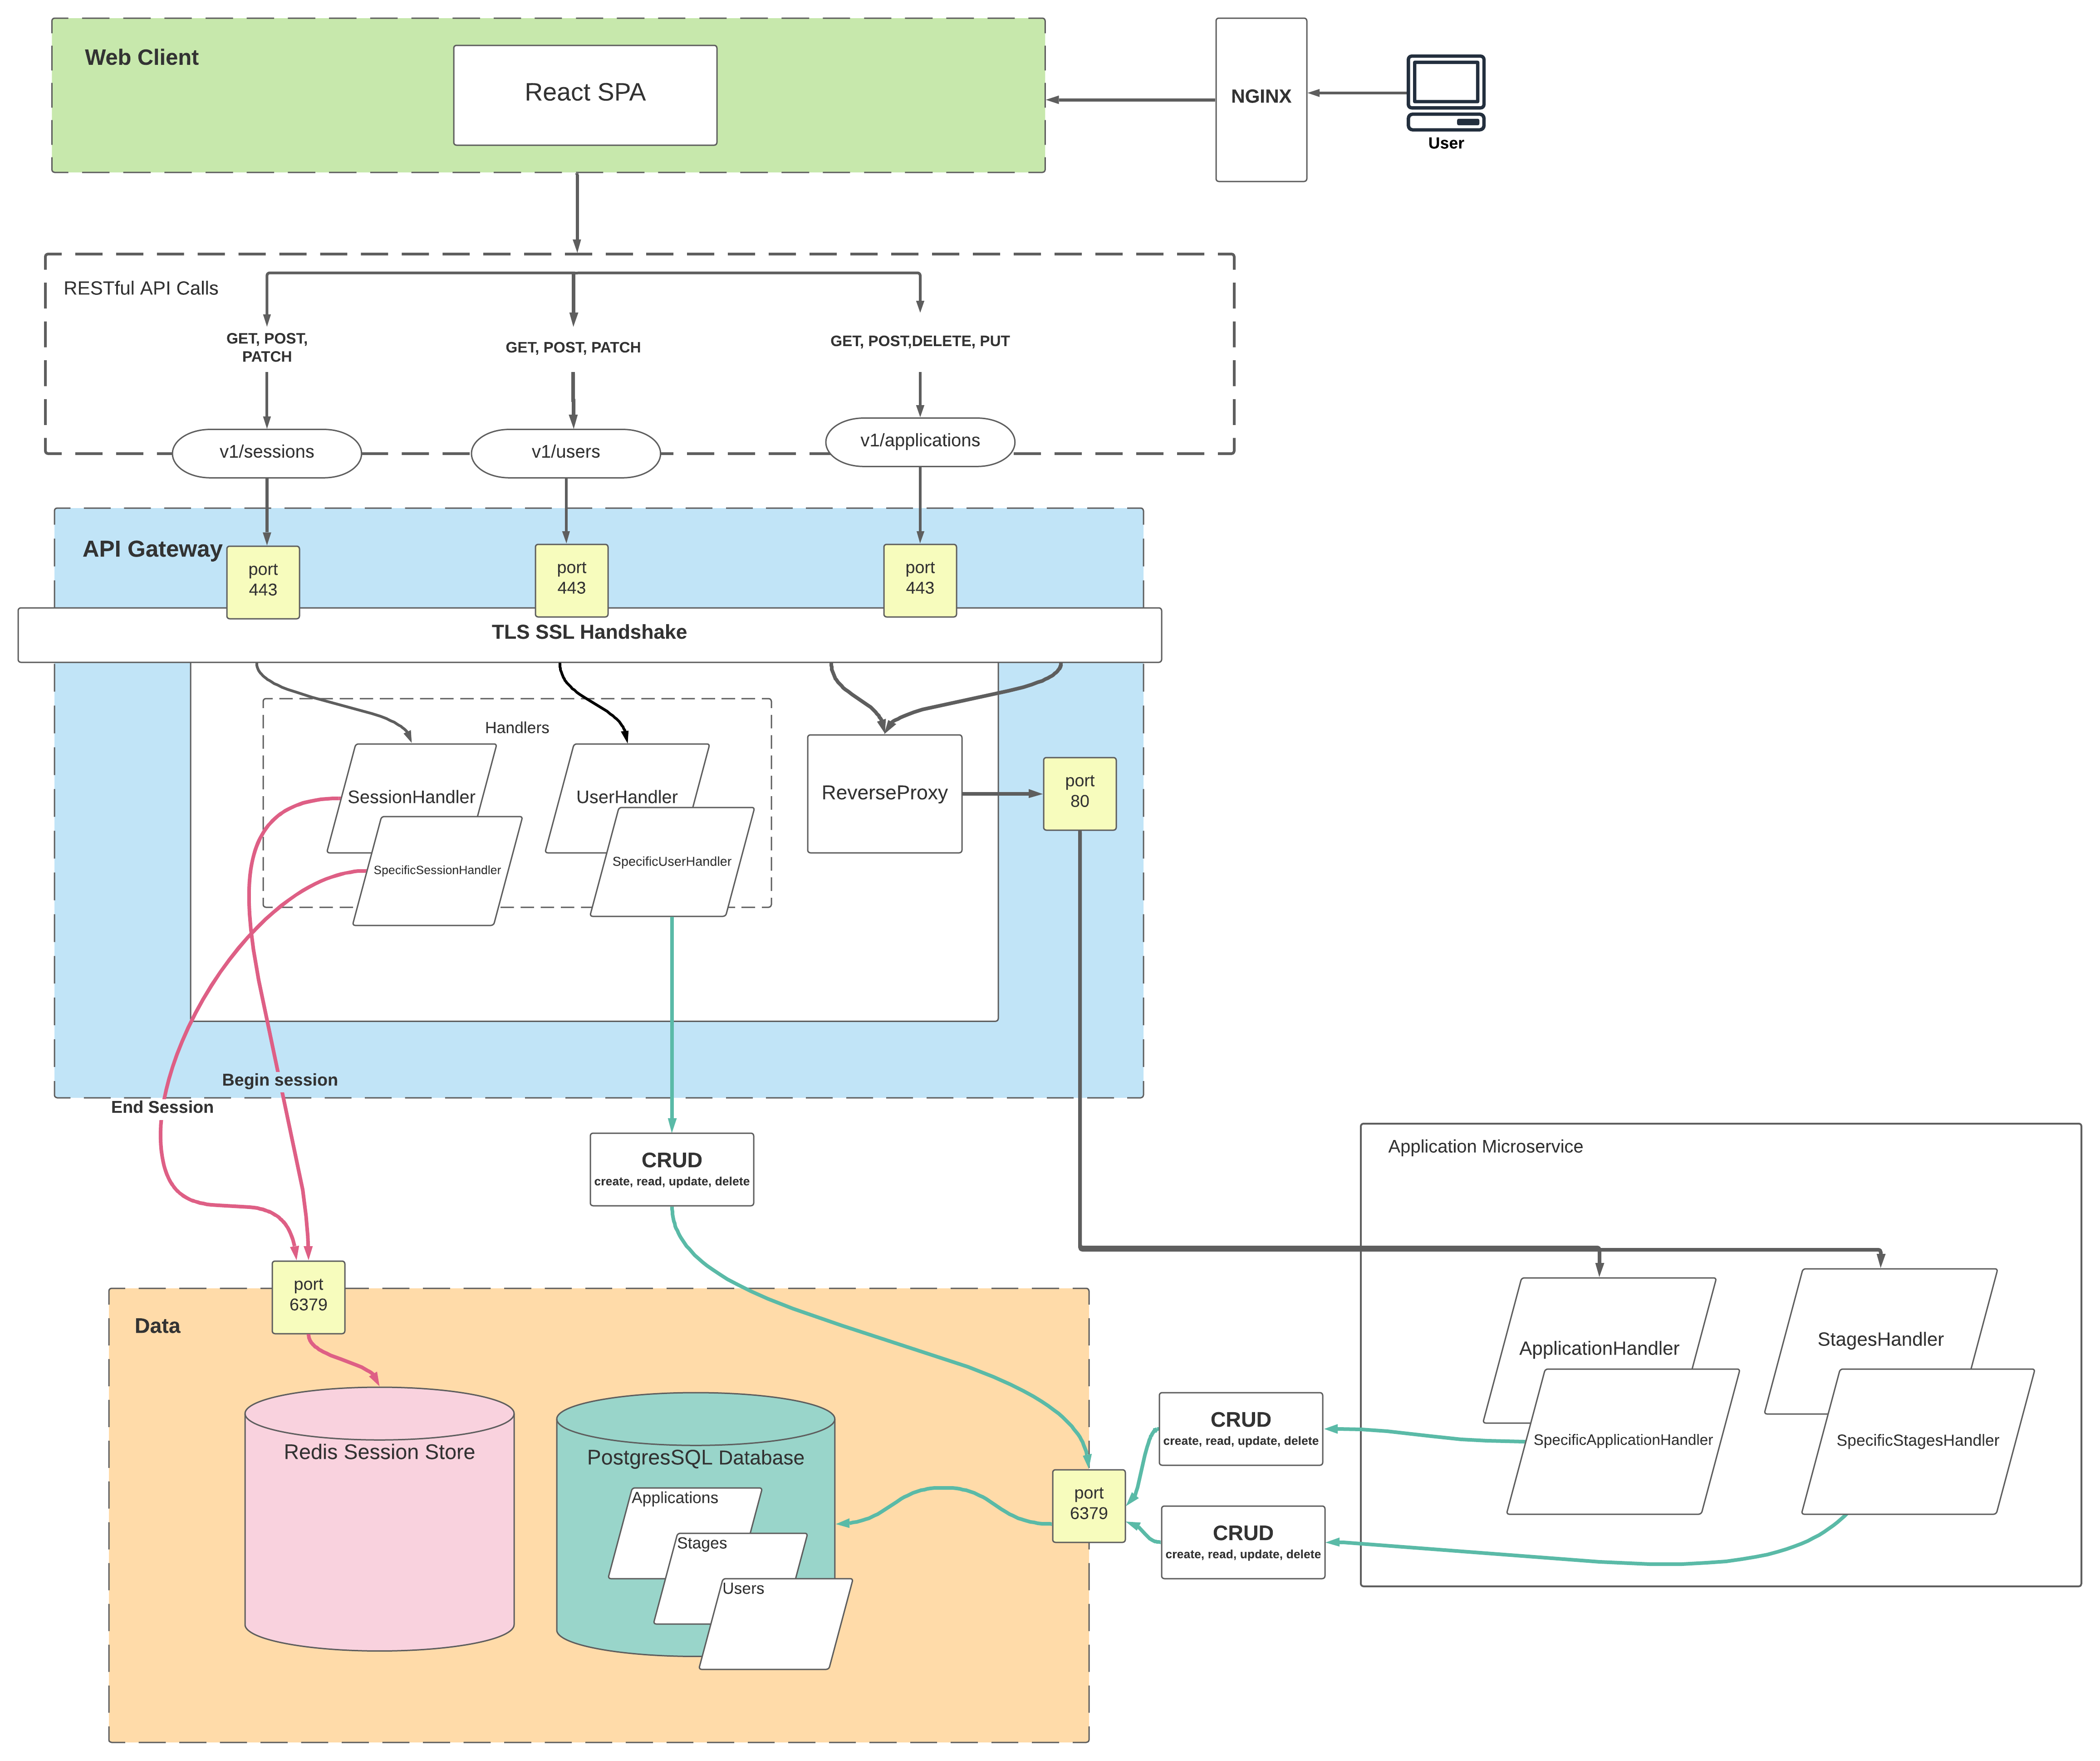 Web Client
React SPA
NGINX
User
RESTful API Calls
GET, POST,
PATCH
GET, POST, PATCH
GET, POST,DELETE, PUT
v1/sessions
v1/users
v1/applications
API Gateway
port
443
port
443
port
443
TLS SSL Handshake
Handlers
SessionHandler
UserHandler
ReverseProxy
port
80
SpecificSessionHandler
SpecificUserHandler
Begin session
End Session
CRUD
create, read, update, delete
Application Microservice
port
6379
Data
ApplicationHandler
StagesHandler
SpecificApplicationHandler
SpecificStagesHandler
CRUD
create, read, update, delete
CRUD
create, read, update, delete
port
6379
Redis Session Store
PostgresSQL Database
Applications
Stages
Users